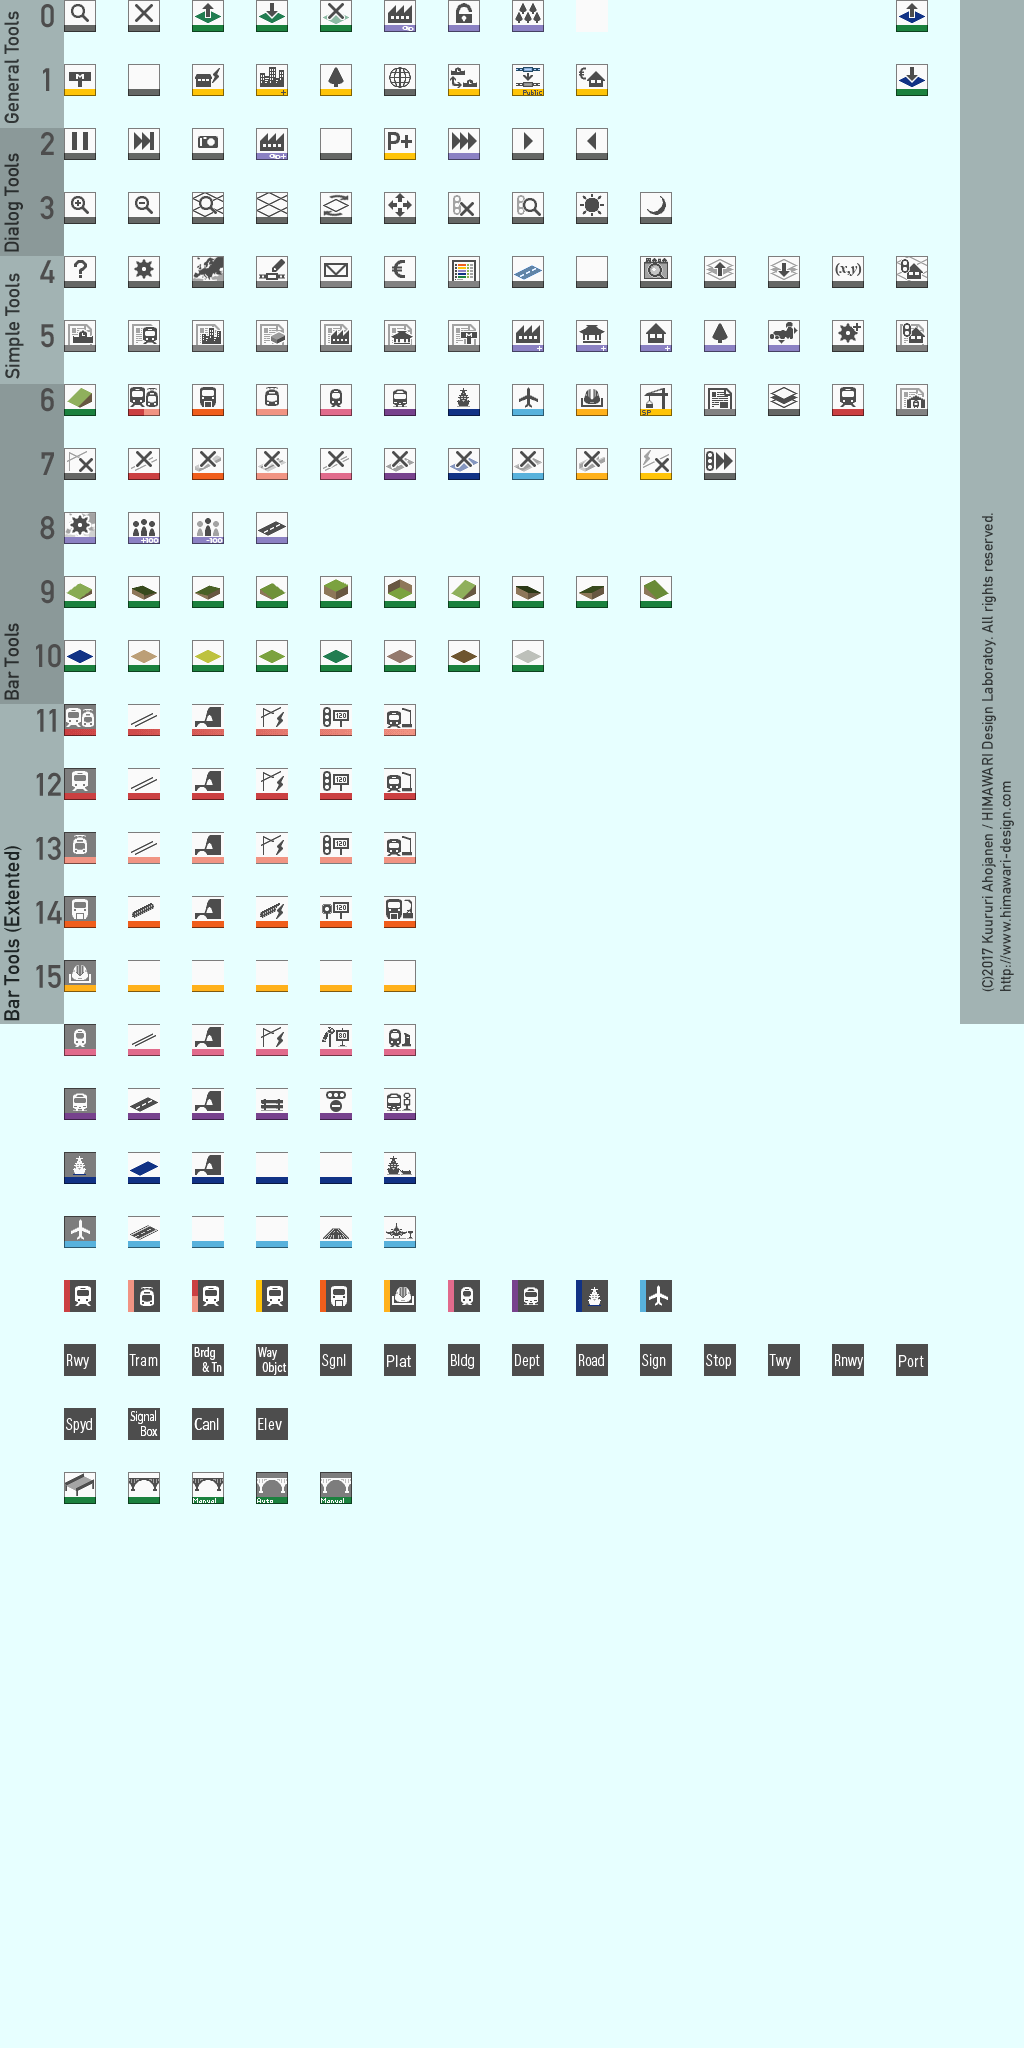 General Tools
0
1
Public
Dialog Tools
2
P+
3
Simple Tools
4
?
€
(x,y)
5
Bar Tools
6
SP
7
8
+100
-100
9
10
Bar Tools (Extented)
11
120
12
120
13
120
14
120
15
80
Rwy
Tram
Brdg
& Tn
Way
Objct
Sgnl
Plat
Bldg
Dept
Road
Sign
Stop
Twy
Rnwy
Port
Spyd
Signal
Box
Canl
Elev
Manual
Auto
Manual
(C)2017 Kuururi Ahojanen / HIMAWARI Design Laboratoy. All rights reserved.
http://www.himawari-design.com